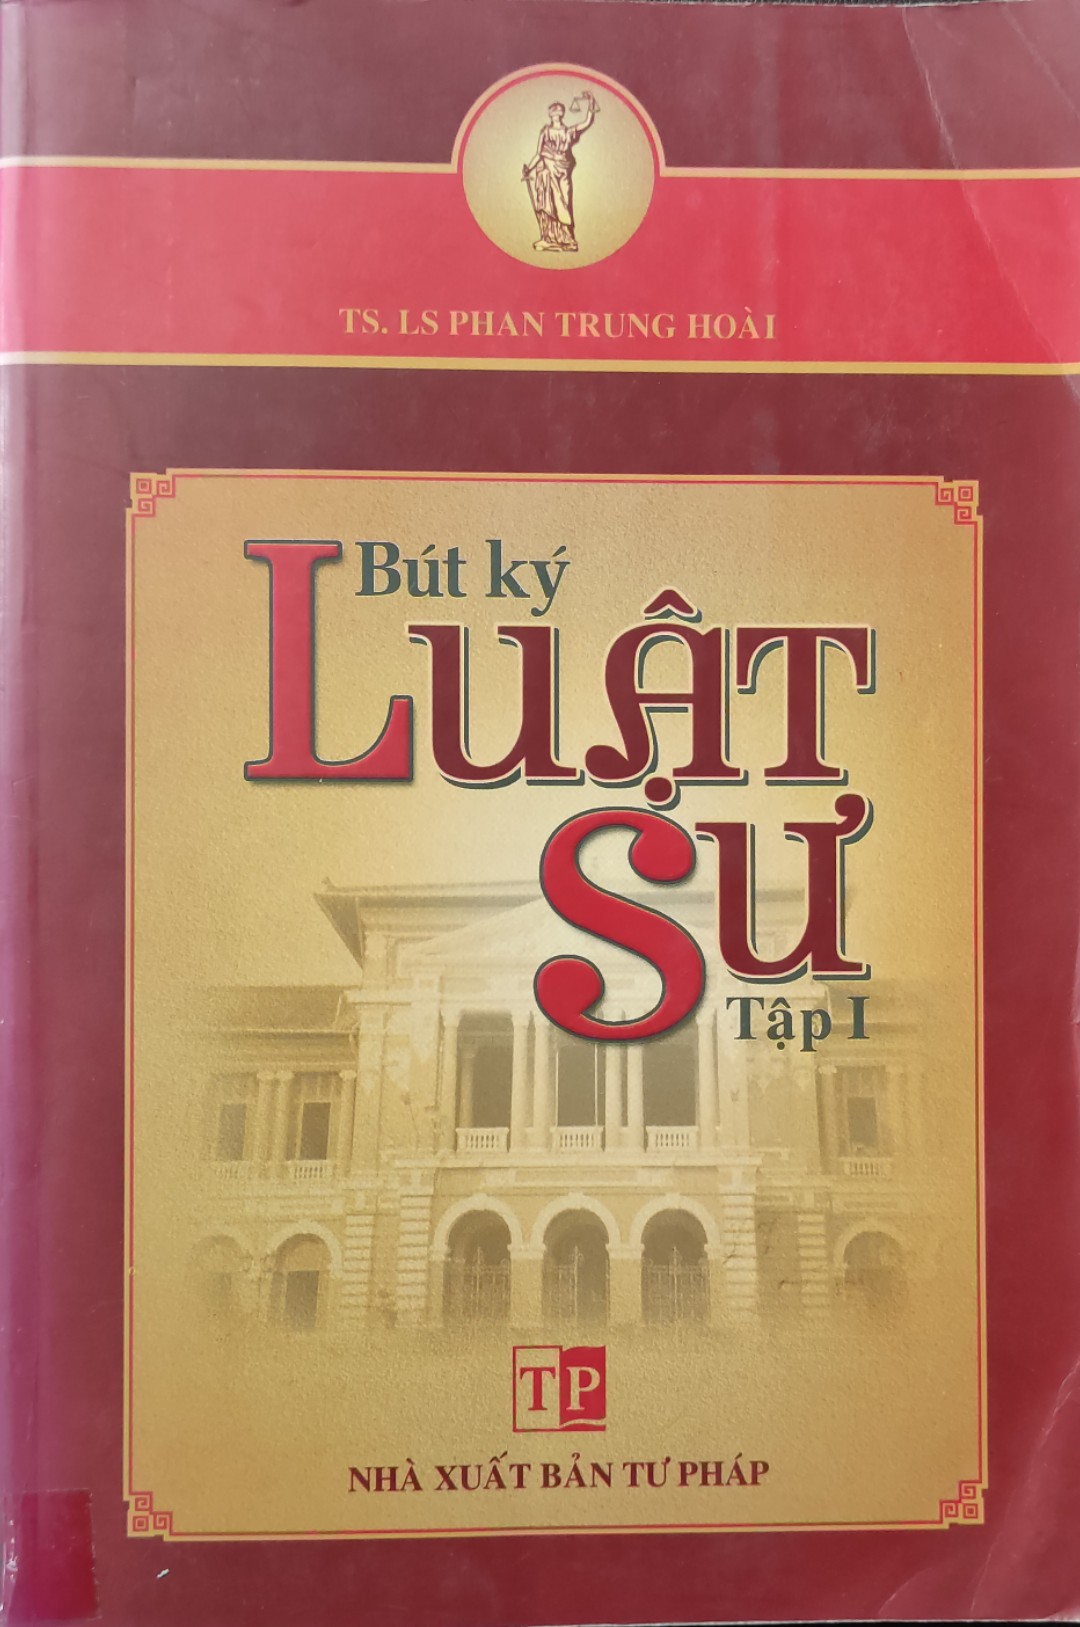 TS. LS PHAN TRUNG HOÀI
Bút ký
LUẬT
SƯ
Tập I
TP
NHÀ XUẤT BẢN TƯ PHÁP